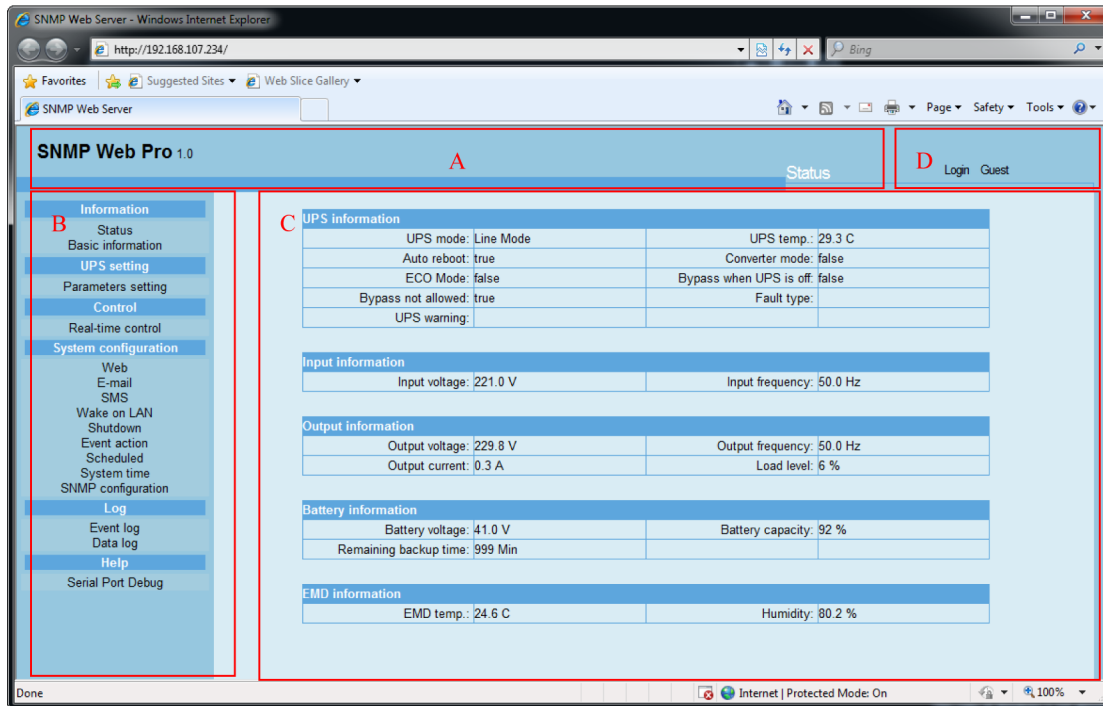 SNMP Web Server - Windows Internet Explorer
http://192.168.107.234/
Bing
Favorites Suggested Sites Web Slice Gallery
SNMP Web Server
Page Safety Tools
SNMP Web Pro 1.0
A
Status
D
Login Guest
B
Information
Status
Basic information
UPS setting
Parameters setting
Control
Real-time control
System configuration
Web
E-mail
SMS
Wake on LAN
Shutdown
Event action
Scheduled
System time
SNMP configuration
Log
Event log
Data log
Help
Serial Port Debug
C
UPS information
UPS mode: Line Mode UPS temp.: 29.3 C
Auto reboot: true Converter mode: false
ECO Mode: false Bypass when UPS is off: false
Bypass not allowed: true Fault type:
UPS warning:
Input information
Input voltage: 221.0 V Input frequency: 50.0 Hz
Output information
Output voltage: 229.8 V Output frequency: 50.0 Hz
Output current: 0.3 A Load level: 6 %
Battery information
Battery voltage: 41.0 V Battery capacity: 92 %
Remaining backup time: 999 Min
EMD information
EMD temp.: 24.6 C Humidity: 80.2 %
Done
Internet | Protected Mode: On
100%